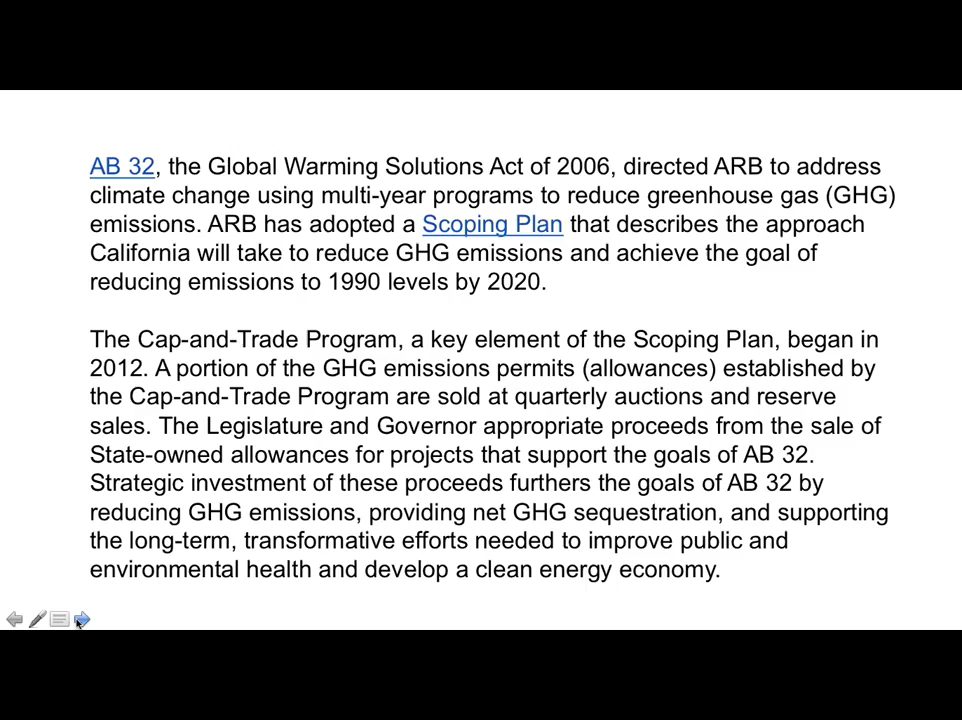 AB 32, the Global Warming Solutions Act of 2006, directed ARB to address
climate change using multi-year programs to reduce greenhouse gas (GHG)
emissions. ARB has adopted a Scoping Plan that describes the approach
California will take to reduce GHG emissions and achieve the goal of
reducing emissions to 1990 levels by 2020.
The Cap-and-Trade Program, a key element of the Scoping Plan, began in
2012. A portion of the GHG emissions permits (allowances) established by
the Cap-and-Trade Program are sold at quarterly auctions and reserve
sales. The Legislature and Governor appropriate proceeds from the sale of
State-owned allowances for projects that support the goals of AB 32.
Strategic investment of these proceeds furthers the goals of AB 32 by
reducing GHG emissions, providing net GHG sequestration, and supporting
the long-term, transformative efforts needed to improve public and
environmental health and develop a clean energy economy.